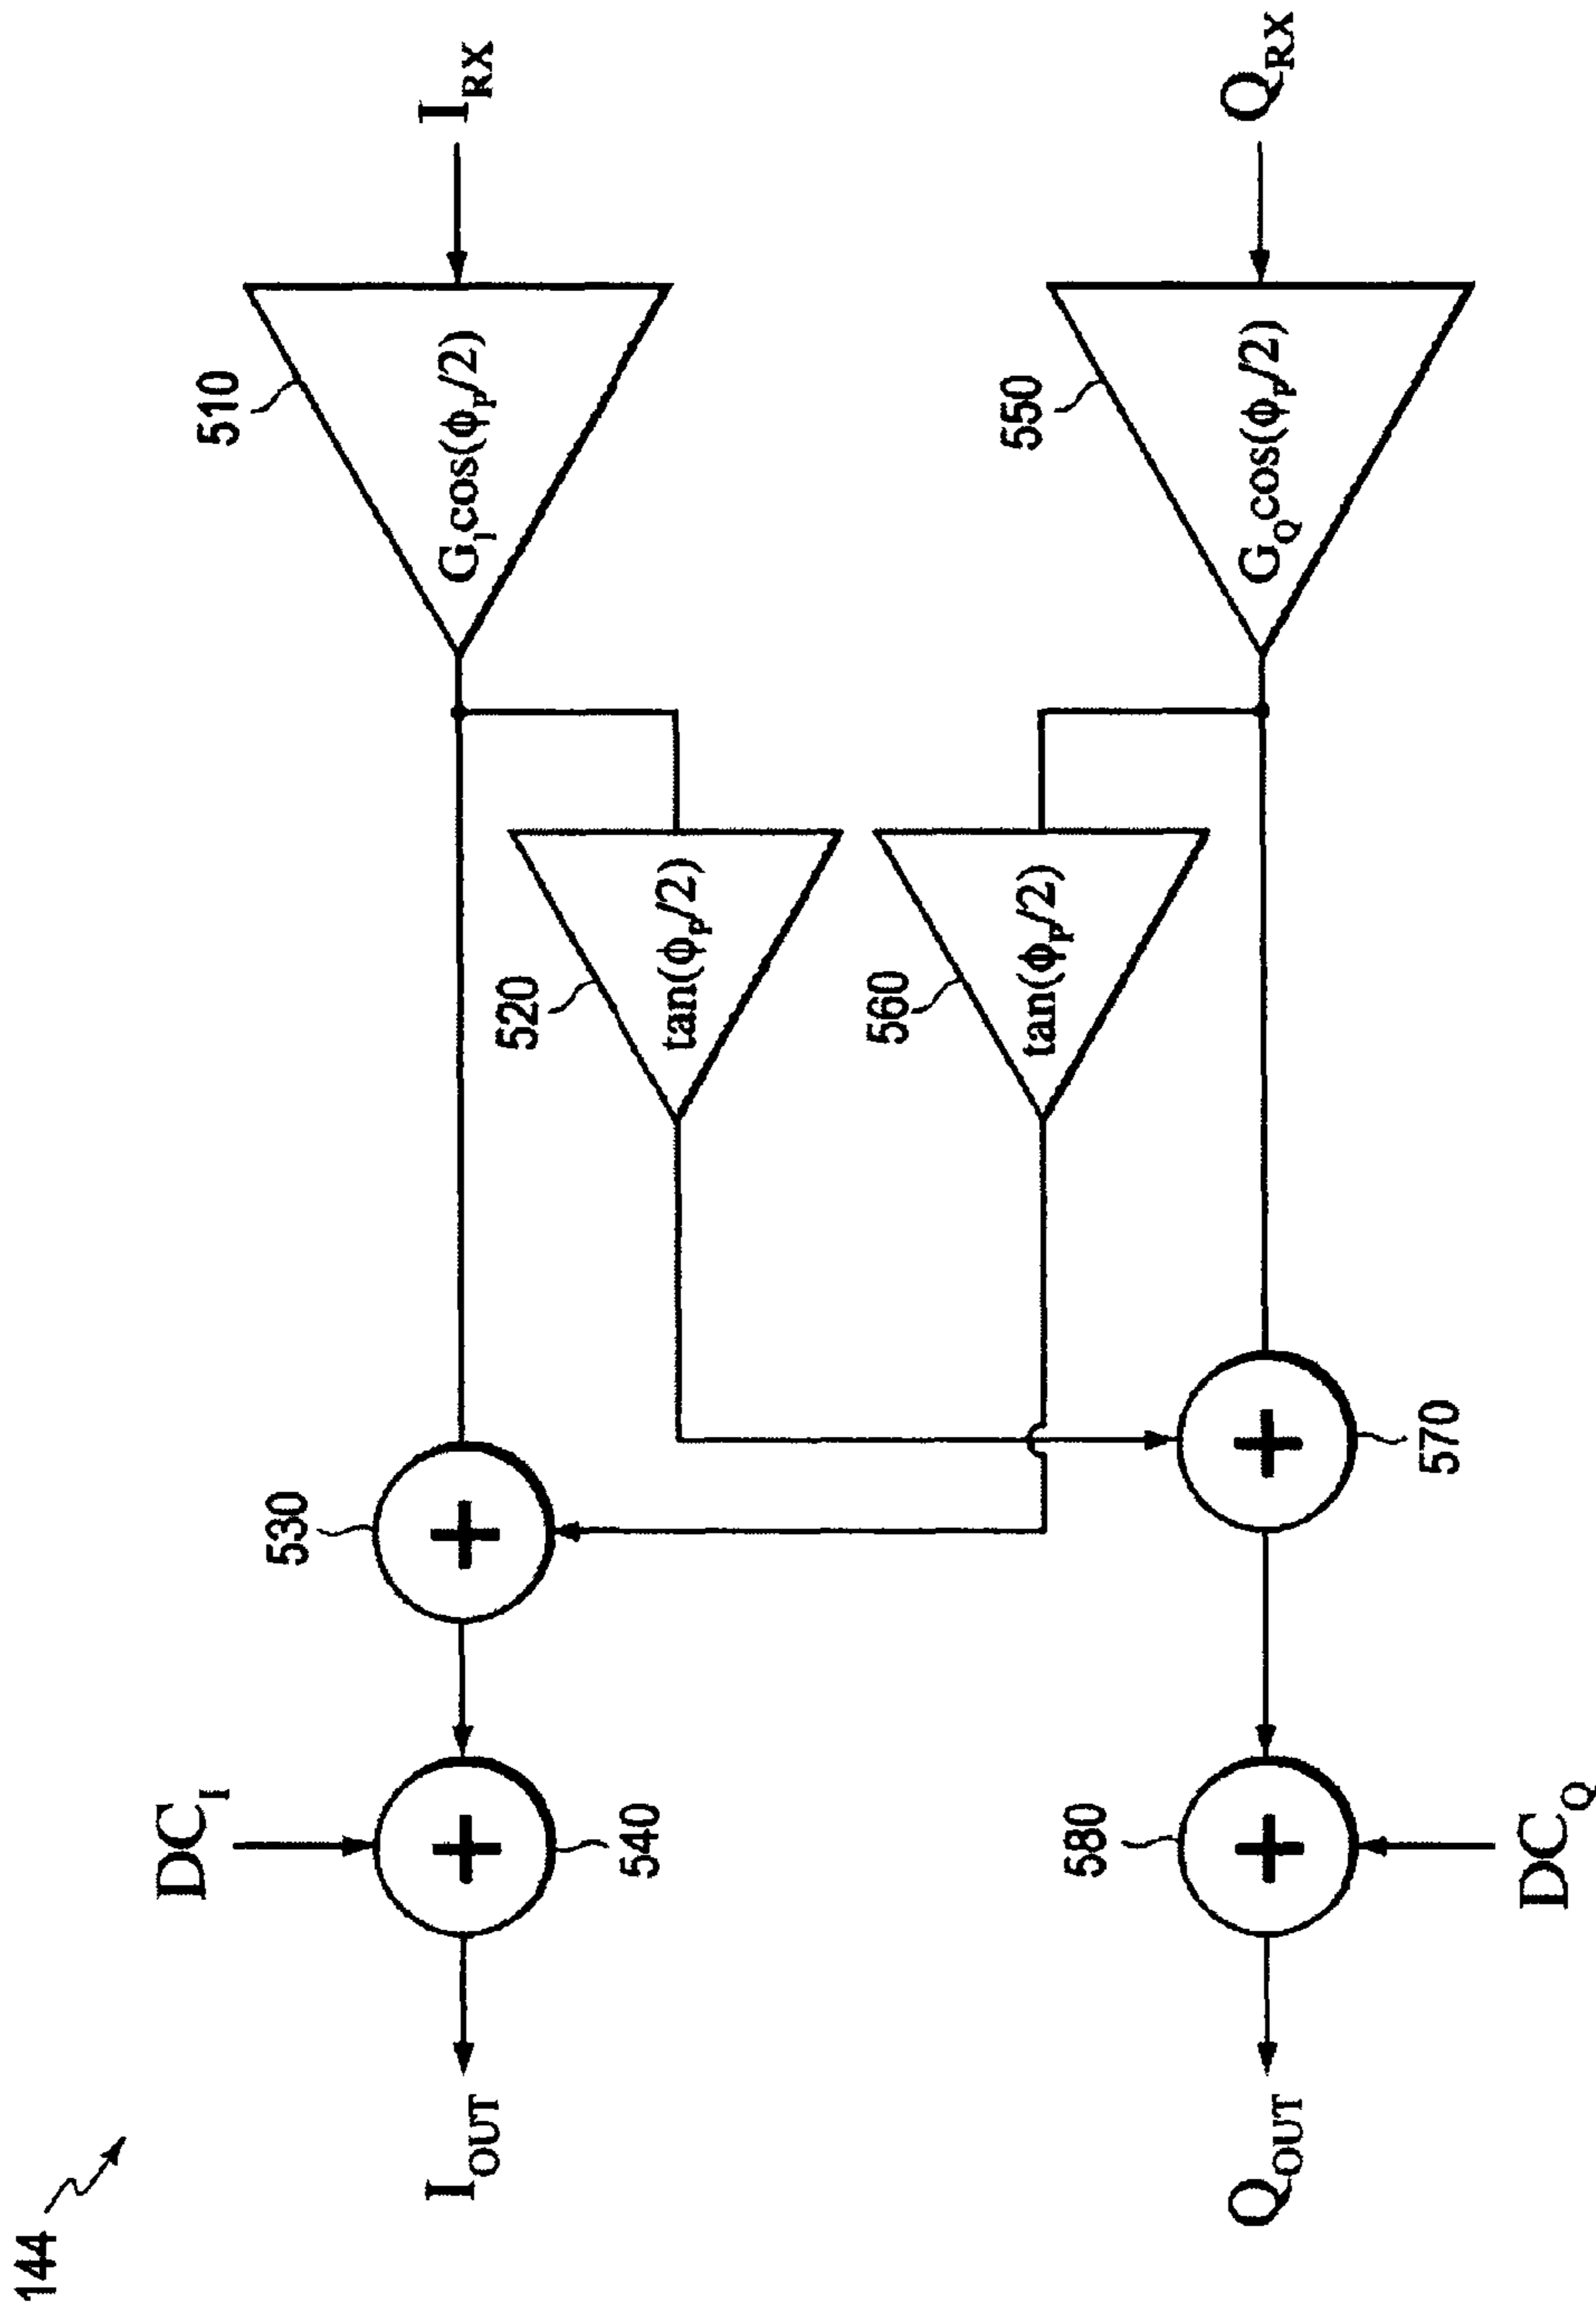 144
I_OUT
DC_I
540
530
520
tan(ϕ_P/2)
510
G_I cos(ϕ_P/2)
I_RX
Q_OUT
DC_Q
580
570
560
tan(ϕ_P/2)
550
G_Q cos(ϕ_P/2)
Q_RX